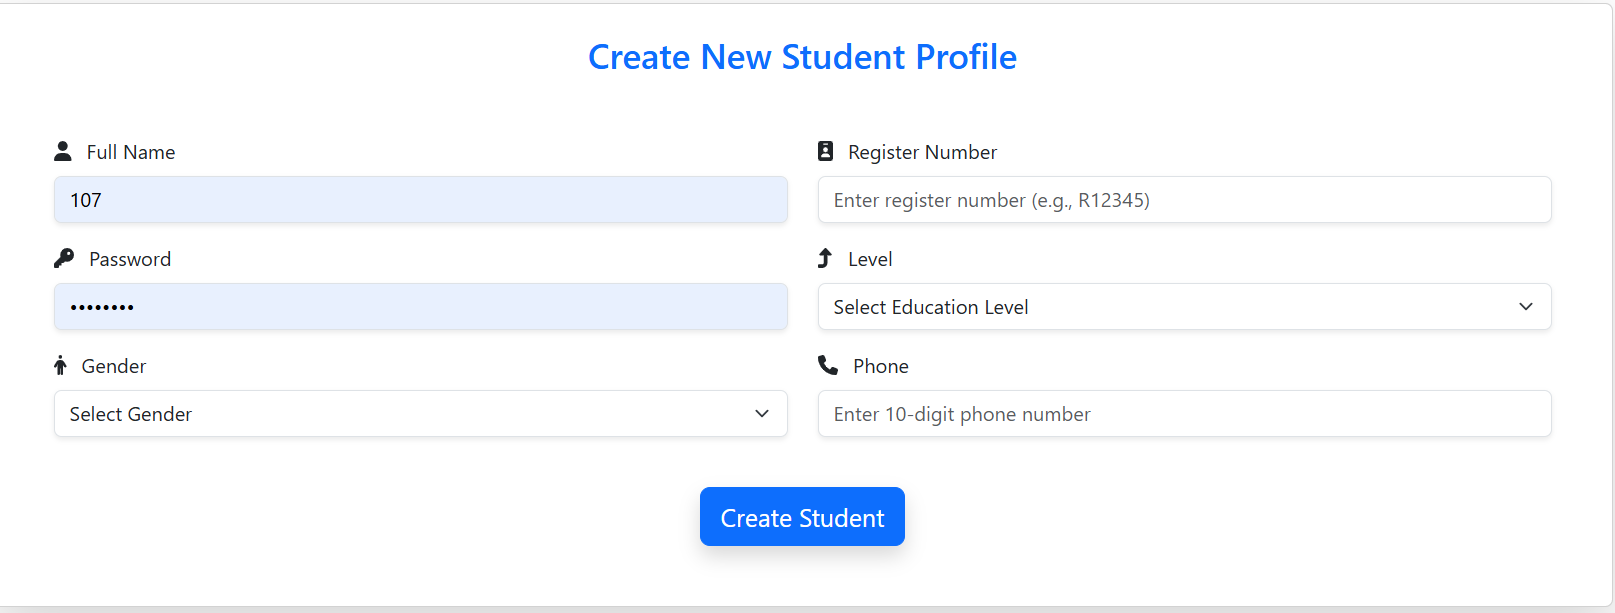 Create New Student Profile
Full Name
107
Register Number
Enter register number (e.g., R12345)
Password
••••••••
Level
Select Education Level
Gender
Select Gender
Phone
Enter 10-digit phone number
Create Student